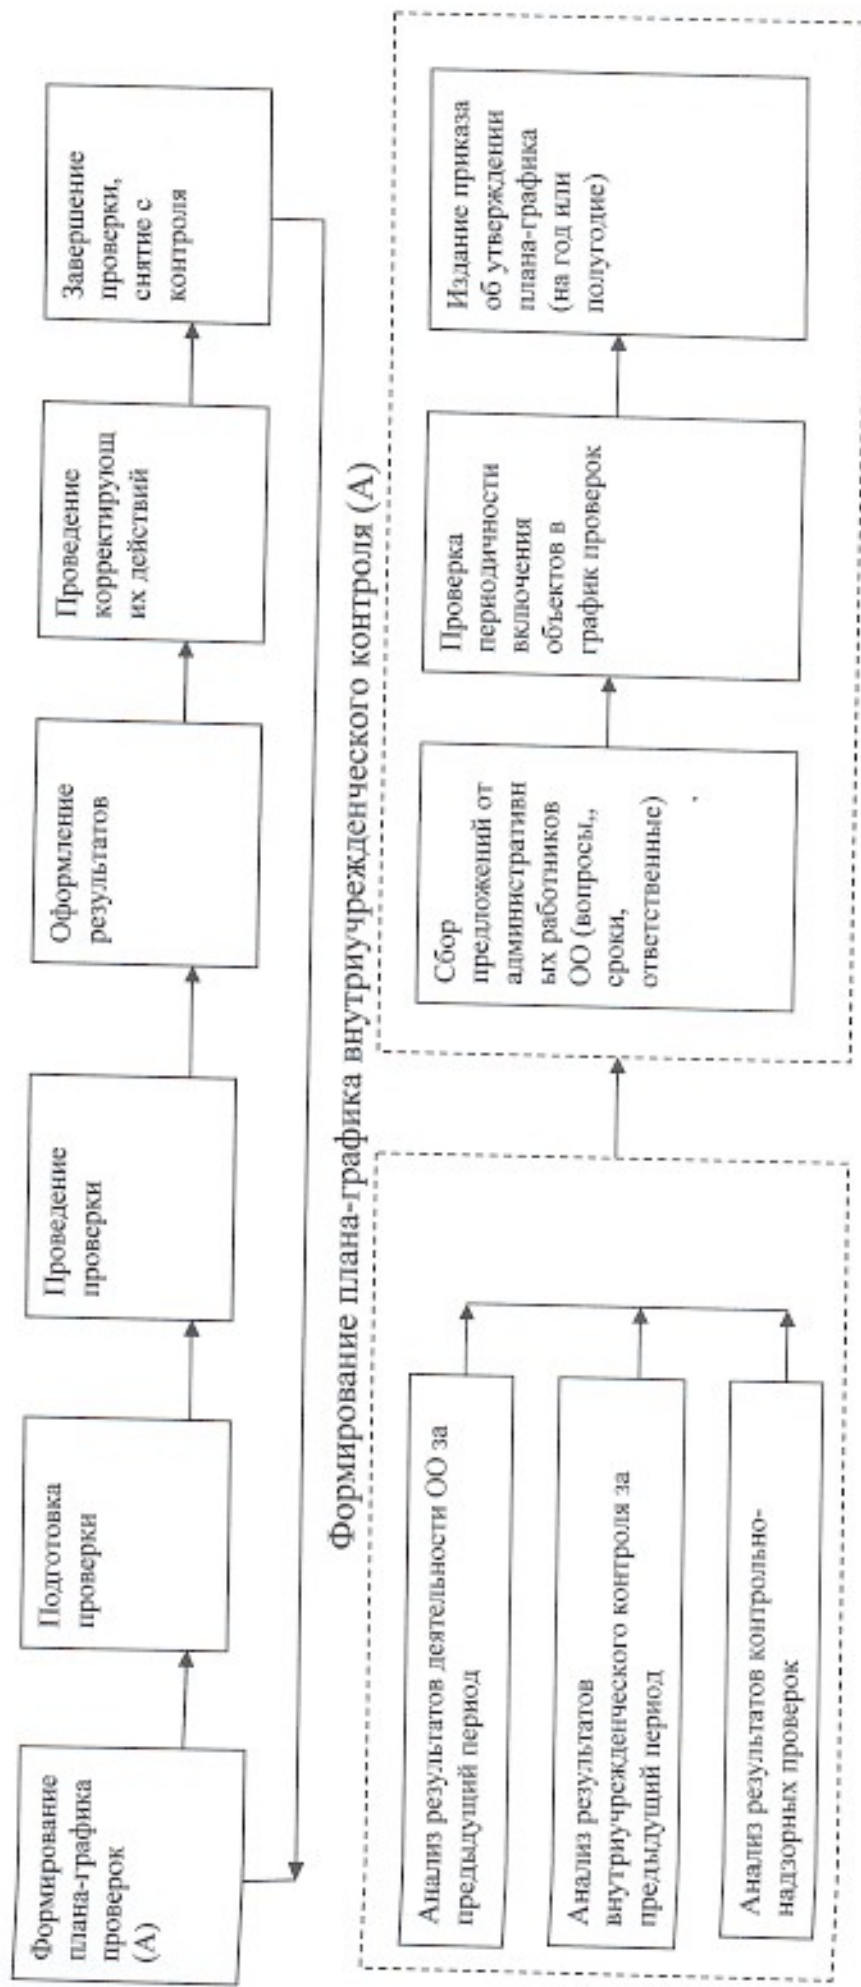 Формирование
плана-графика
проверок
(А)
Подготовка
проверки
Проведение
проверки
Оформление
результатов
Проведение
корректирующ
их действий
Завершение
проверки,
снятие с
контроля
Формирование плана-графика внутриучрежденческого контроля (А)
Анализ результатов деятельности ОО за
предыдущий период
Анализ результатов
внутриучрежденческого контроля за
предыдущий период
Анализ результатов контрольно-
надзорных проверок
Сбор
предложений от
административн
ых работников
ОО (вопросы,,
сроки,
ответственные)
Проверка
периодичности
включения
объектов в
график проверок
Издание приказа
об утверждении
плана-графика
(на год или
полугодие)